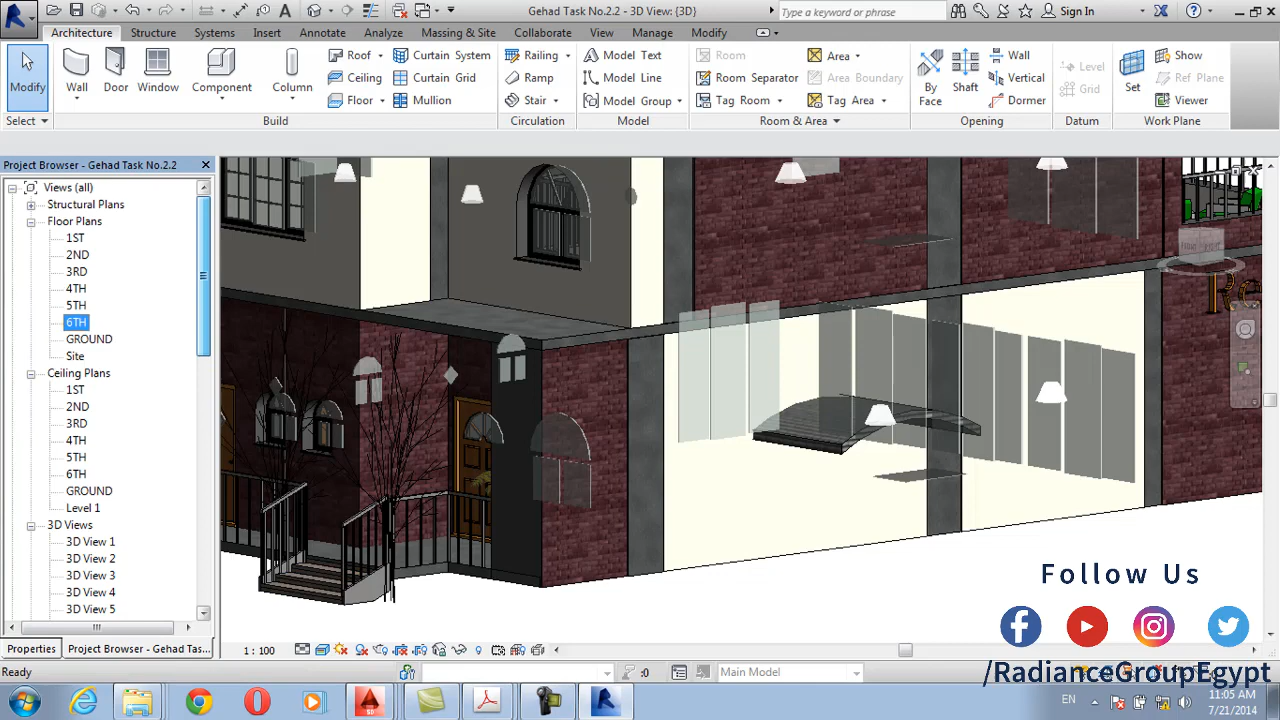 Gehad Task No.2.2 - 3D View: {3D}
Type a keyword or phrase
Sign In
Architecture Structure Systems Insert Annotate Analyze Massing & Site Collaborate View Manage Modify
Modify
Wall
Door
Window
Component
Column
Roof
Ceiling
Floor
Curtain System
Curtain Grid
Mullion
Railing
Ramp
Stair
Model Text
Model Line
Model Group
Room
Room Separator
Tag Room
Area
Area Boundary
Tag Area
By Face
Shaft
Wall
Vertical
Dormer
Level
Grid
Set
Show
Ref Plane
Viewer
Select Build Circulation Model Room & Area Opening Datum Work Plane
Project Browser - Gehad Task No.2.2
Views (all)
Structural Plans
Floor Plans
1ST
2ND
3RD
4TH
5TH
6TH
GROUND
Site
Ceiling Plans
1ST
2ND
3RD
4TH
5TH
6TH
GROUND
Level 1
3D Views
3D View 1
3D View 2
3D View 3
3D View 4
3D View 5
Properties
Project Browser - Gehad Tas...
1 : 100
Ready
:0
Main Model
Follow Us
/RadianceGroupEgypt
EN
11:05 AM
7/21/2014